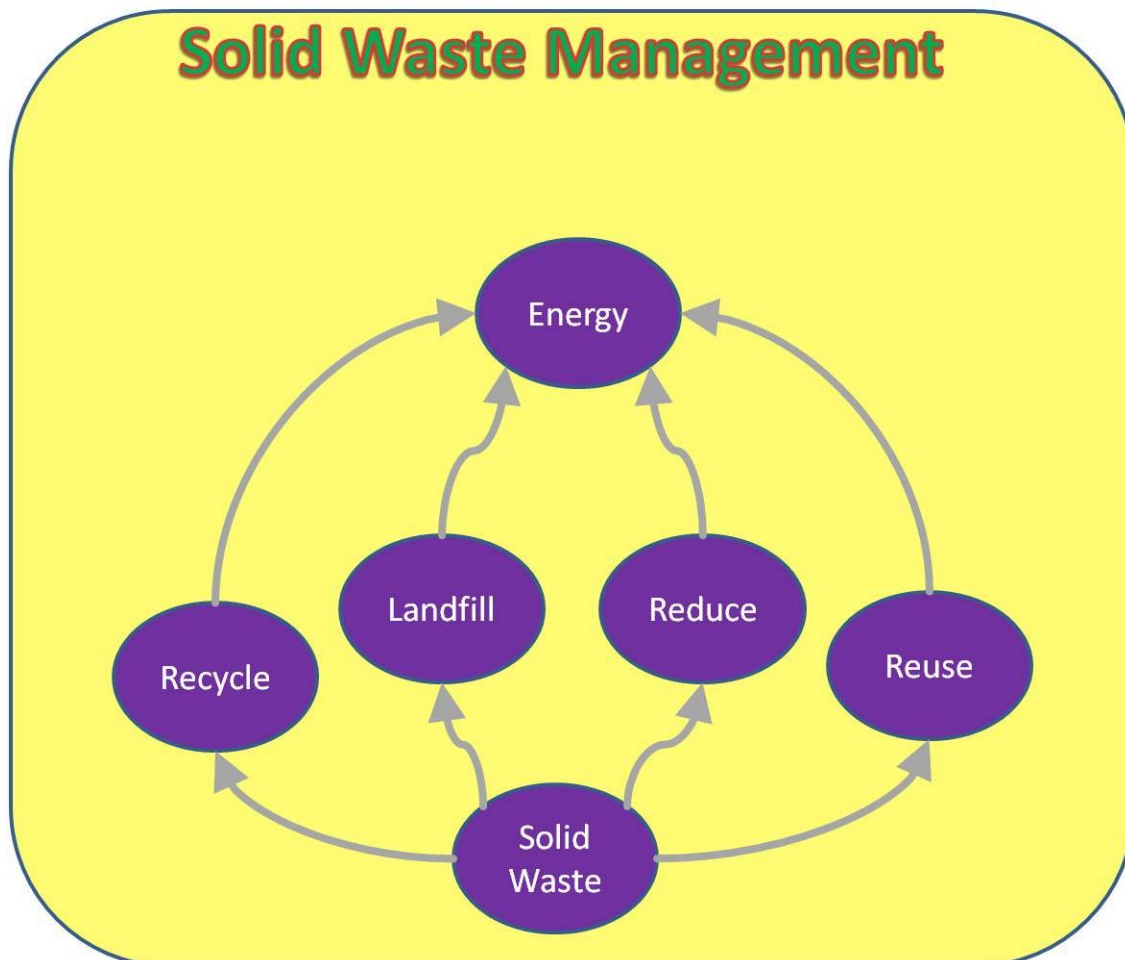 Solid Waste Management
Energy
Landfill
Reduce
Recycle
Reuse
Solid
Waste